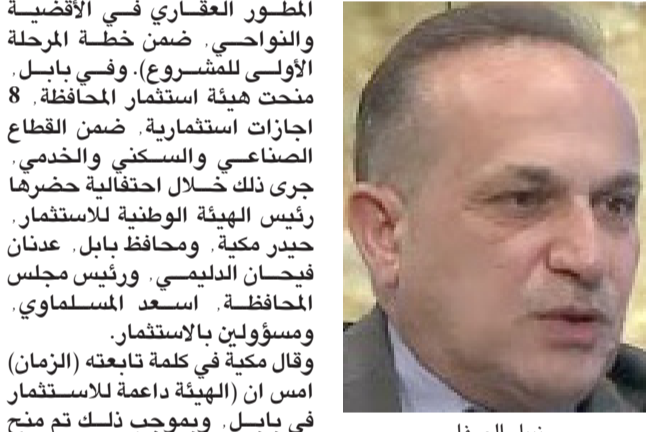 المطور العقاري في الأقضية
والنواحي، ضمن خطة المرحلة
الأولى للمشروع). وفي بابل،
منحت هيئة استثمار المحافظة، 8
اجازات استثمارية، ضمن القطاع
الصناعي والسكني والخدمي،
جرى ذلك خلال احتفالية حضرها
رئيس الهيئة الوطنية للاستثمار،
حيدر مكية، ومحافظ بابل، عدنان
فيحان الدليمي، ورئيس مجلس
المحافظة، اسعد المسلماوي،
ومسؤولين بالاستثمار.
وقال مكية في كلمة تابعته (الزمان)
امس ان (الهيئة داعمة للاستثمار
في بابل، وبموجب ذلك تم منح